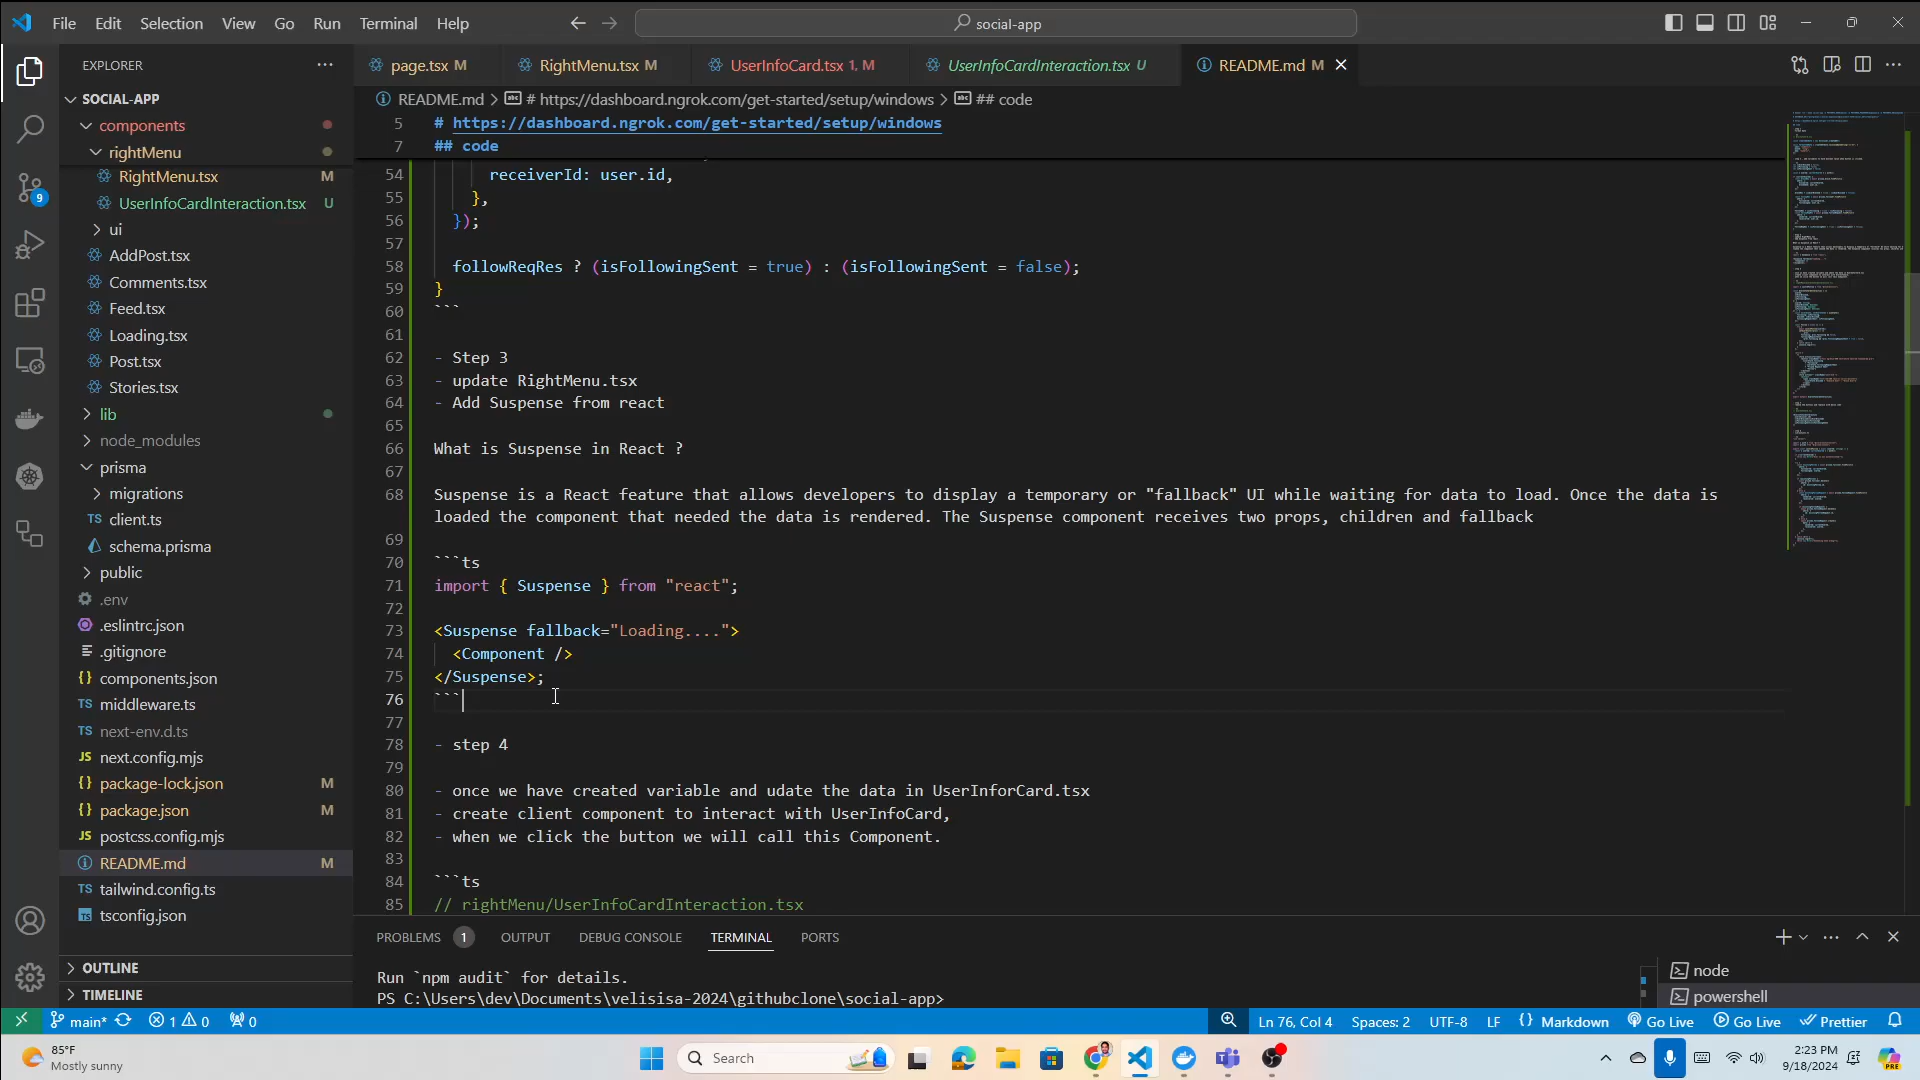 File Edit Selection View Go Run Terminal Help
social-app
EXPLORER
page.tsx M
RightMenu.tsx M
UserInfoCard.tsx 1, M
UserInfoCardInteraction.tsx U
README.md M
SOCIAL-APP
components
rightMenu
RightMenu.tsx M
UserInfoCardInteraction.tsx U
ui
AddPost.tsx
Comments.tsx
Feed.tsx
Loading.tsx
Post.tsx
Stories.tsx
lib
node_modules
prisma
migrations
TS client.ts
schema.prisma
public
.env
.eslintrc.json
.gitignore
{} components.json
TS middleware.ts
TS next-env.d.ts
JS next.config.mjs
{} package-lock.json M
{} package.json M
JS postcss.config.mjs
README.md M
TS tailwind.config.ts
tsconfig.json
OUTLINE
TIMELINE
9
README.md > # https://dashboard.ngrok.com/get-started/setup/windows > ## code
5 # https://dashboard.ngrok.com/get-started/setup/windows
7 ## code
54 receiverId: user.id,
55 },
56 });
57
58 followReqRes ? (isFollowingSent = true) : (isFollowingSent = false);
59 }
60 ```
61
62 - Step 3
63 - update RightMenu.tsx
64 - Add Suspense from react
65
66 What is Suspense in React ?
67
68 Suspense is a React feature that allows developers to display a temporary or "fallback" UI while waiting for data to load. Once the data is
loaded the component that needed the data is rendered. The Suspense component receives two props, children and fallback
69
70 ```ts
71 import { Suspense } from "react";
72
73 <Suspense fallback="Loading....">
74 <Component />
75 </Suspense>;
76 ```
77
78 - step 4
79
80 - once we have created variable and udate the data in UserInforCard.tsx
81 - create client component to interact with UserInfoCard,
82 - when we click the button we will call this Component.
83
84 ```ts
85 // rightMenu/UserInfoCardInteraction.tsx
PROBLEMS 1 OUTPUT DEBUG CONSOLE TERMINAL PORTS
Run `npm audit` for details.
PS C:\Users\dev\Documents\velisisa-2024\githubclone\social-app>
node
powershell
main* 1 0 0
Ln 76, Col 4 Spaces: 2 UTF-8 LF {} Markdown Go Live Go Live Prettier
85°F
Mostly sunny
Search
2:23 PM
9/18/2024
PRE